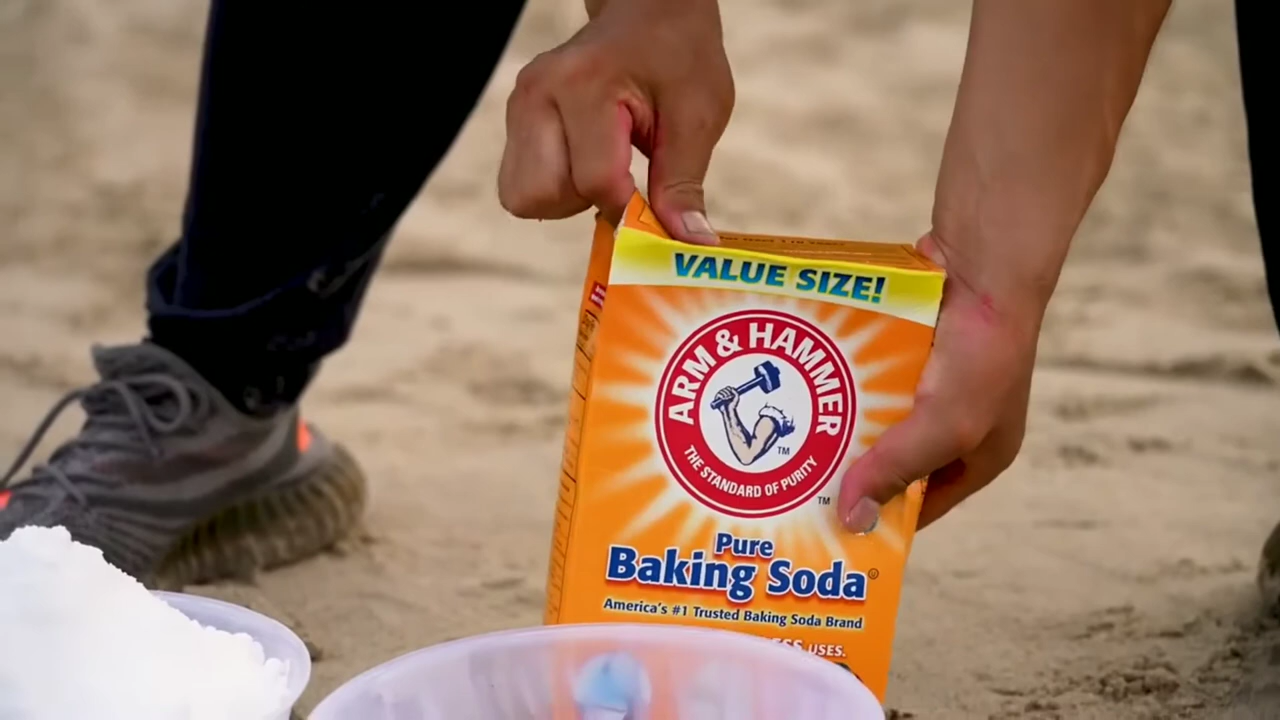 VALUE SIZE!
ARM & HAMMER
TM
THE STANDARD OF PURITY
TM
Pure
Baking Soda
America's #1 Trusted Baking Soda Brand
USES.